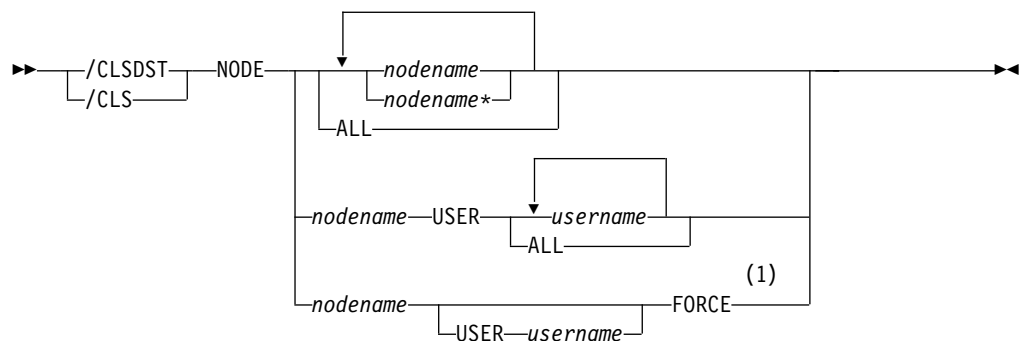 /CLSDST NODE nodename
/CLS nodename*
ALL
nodename USER username
ALL
(1)
nodename FORCE
USER username